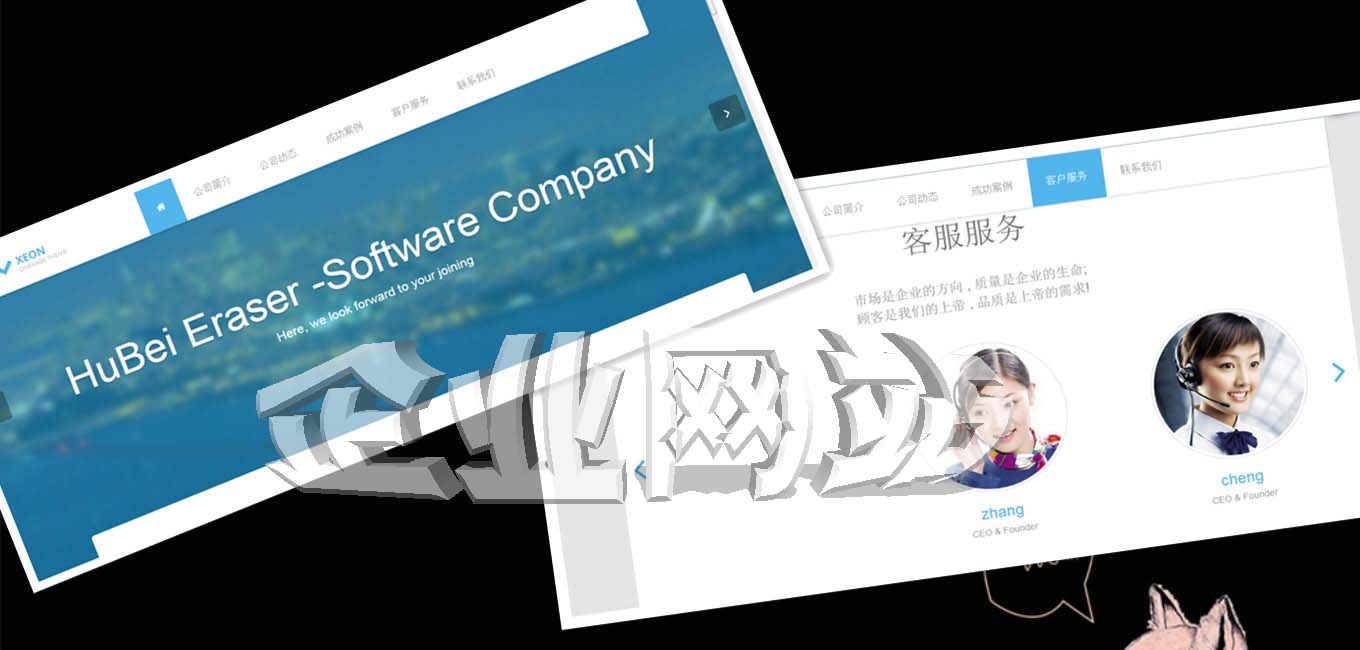 XEON
ONEPAGE THEME
公司简介
公司动态
成功案例
客户服务
联系我们
HuBei Eraser -Software Company
Here, we look forward to your joining
企业网站
公司简介
公司动态
成功案例
客户服务
联系我们
客服服务
市场是企业的方向，质量是企业的生命;
顾客是我们的上帝，品质是上帝的需求!
zhang
CEO & Founder
cheng
CEO & Founder